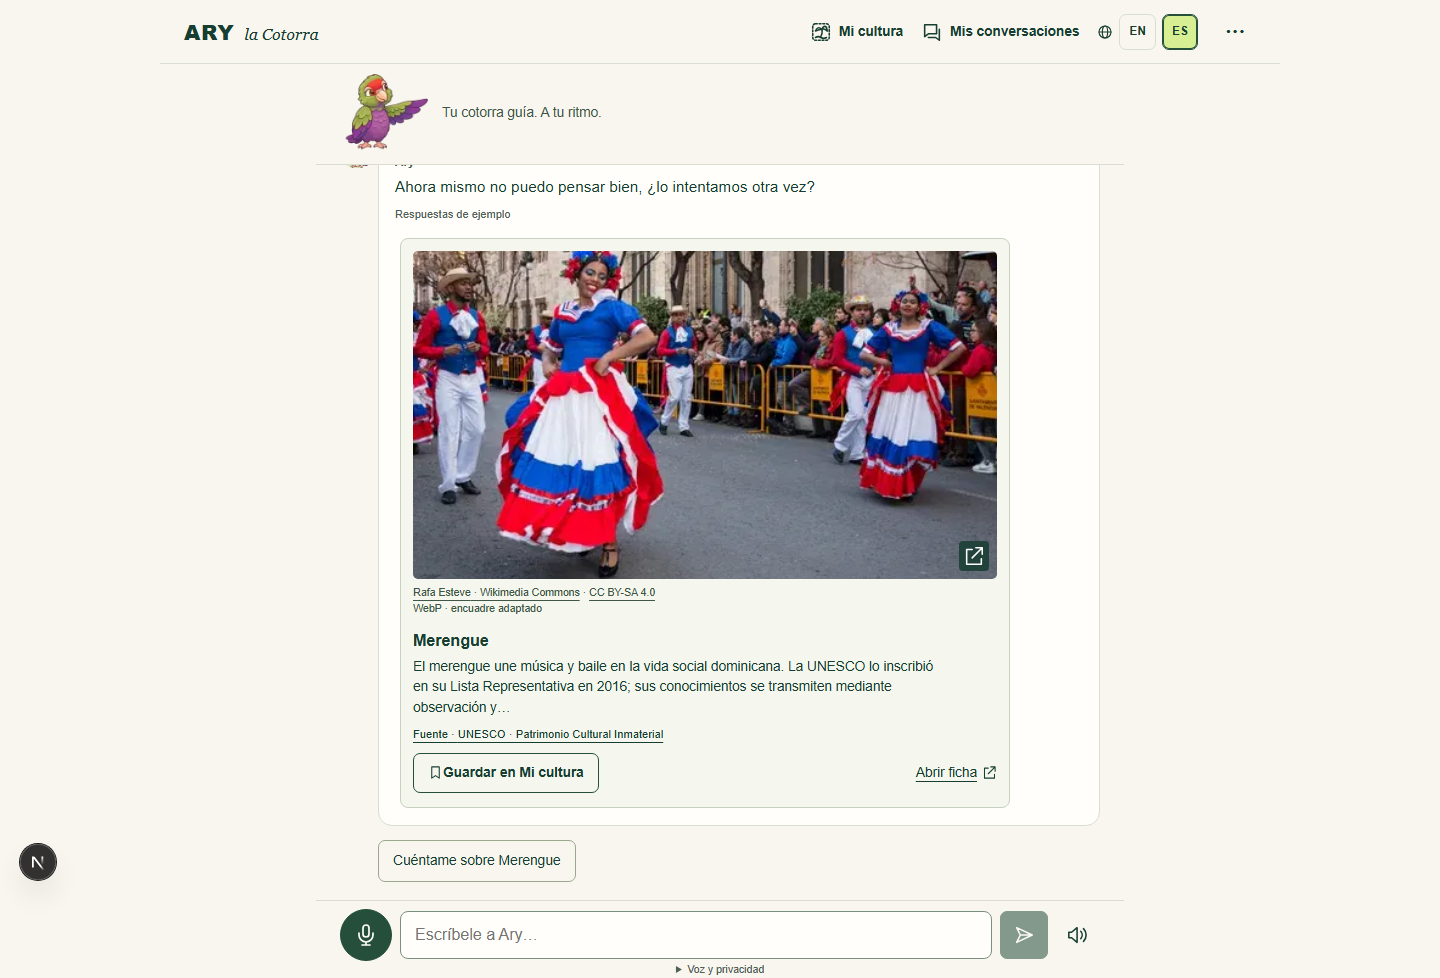 ARY la Cotorra
Mi cultura
Mis conversaciones
EN
ES
Tu cotorra guía. A tu ritmo.
Ahora mismo no puedo pensar bien, ¿lo intentamos otra vez?
Respuestas de ejemplo
Rafa Esteve · Wikimedia Commons · CC BY-SA 4.0
WebP · encuadre adaptado
Merengue
El merengue une música y baile en la vida social dominicana. La UNESCO lo inscribió
en su Lista Representativa en 2016; sus conocimientos se transmiten mediante
observación y…
Fuente · UNESCO · Patrimonio Cultural Inmaterial
Guardar en Mi cultura
Abrir ficha
Cuéntame sobre Merengue
N
Escríbele a Ary…
Voz y privacidad